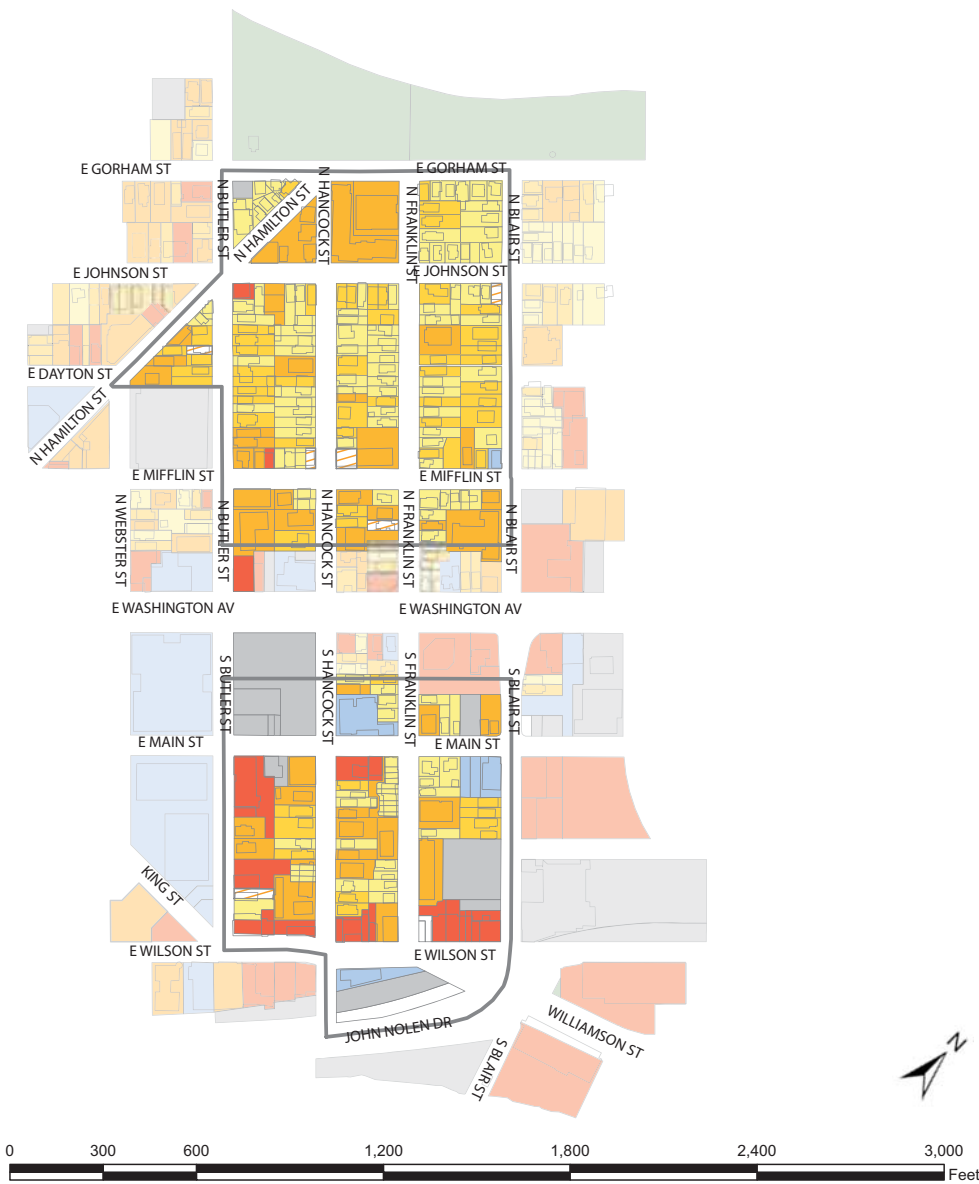 E GORHAM ST
E GORHAM ST
N BUTLER ST
N HAMILTON ST
N HANCOCK ST
N FRANKLIN ST
N BLAIR ST
E JOHNSON ST
E JOHNSON ST
E DAYTON ST
N HAMILTON ST
E MIFFLIN ST
E MIFFLIN ST
N WEBSTER ST
N BUTLER ST
N HANCOCK ST
N FRANKLIN ST
N BLAIR ST
E WASHINGTON AV
E WASHINGTON AV
S BUTLER ST
S HANCOCK ST
S FRANKLIN ST
S BLAIR ST
E MAIN ST
E MAIN ST
KING ST
E WILSON ST
E WILSON ST
JOHN NOLEN DR
WILLIAMSON ST
S BLAIR ST
N
0 300 600 1,200 1,800 2,400 3,000
Feet